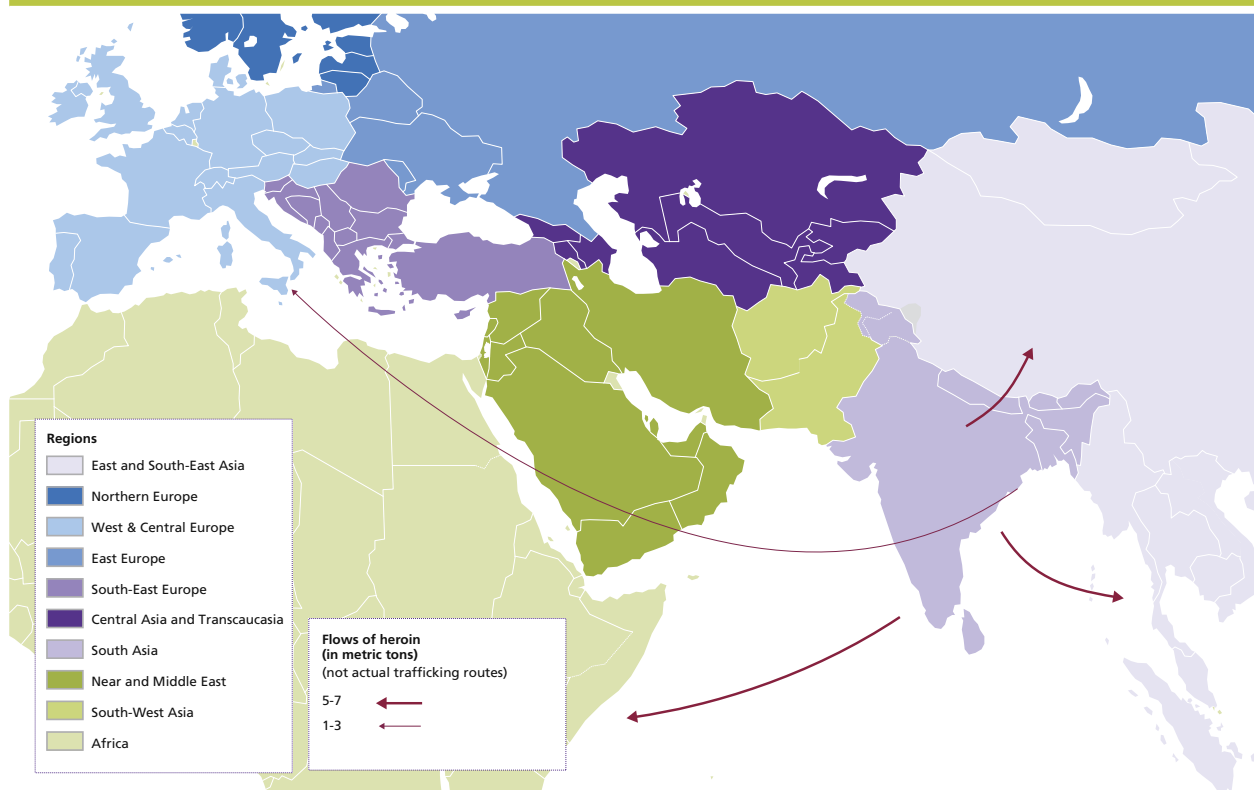 Regions
East and South-East Asia
Northern Europe
West & Central Europe
East Europe
South-East Europe
Central Asia and Transcaucasia
South Asia
Near and Middle East
South-West Asia
Africa
Flows of heroin
(in metric tons)
(not actual trafficking routes)
5-7
1-3